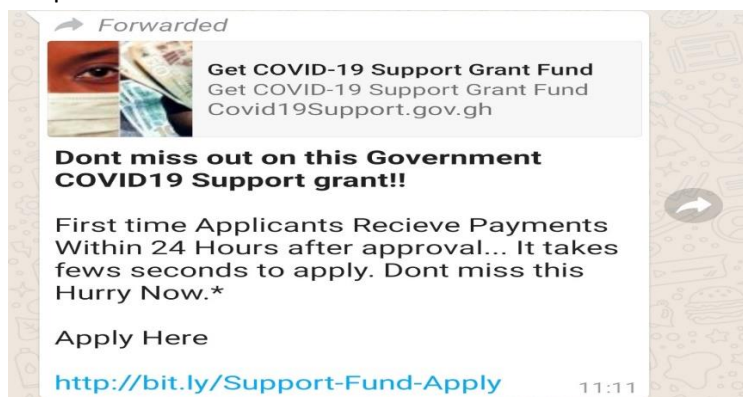 Forwarded
Get COVID-19 Support Grant Fund
Get COVID-19 Support Grant Fund
Covid19Support.gov.gh
Dont miss out on this Government
COVID19 Support grant!!
First time Applicants Recieve Payments
Within 24 Hours after approval... It takes
fews seconds to apply. Dont miss this
Hurry Now.*
Apply Here
http://bit.ly/Support-Fund-Apply
11:11